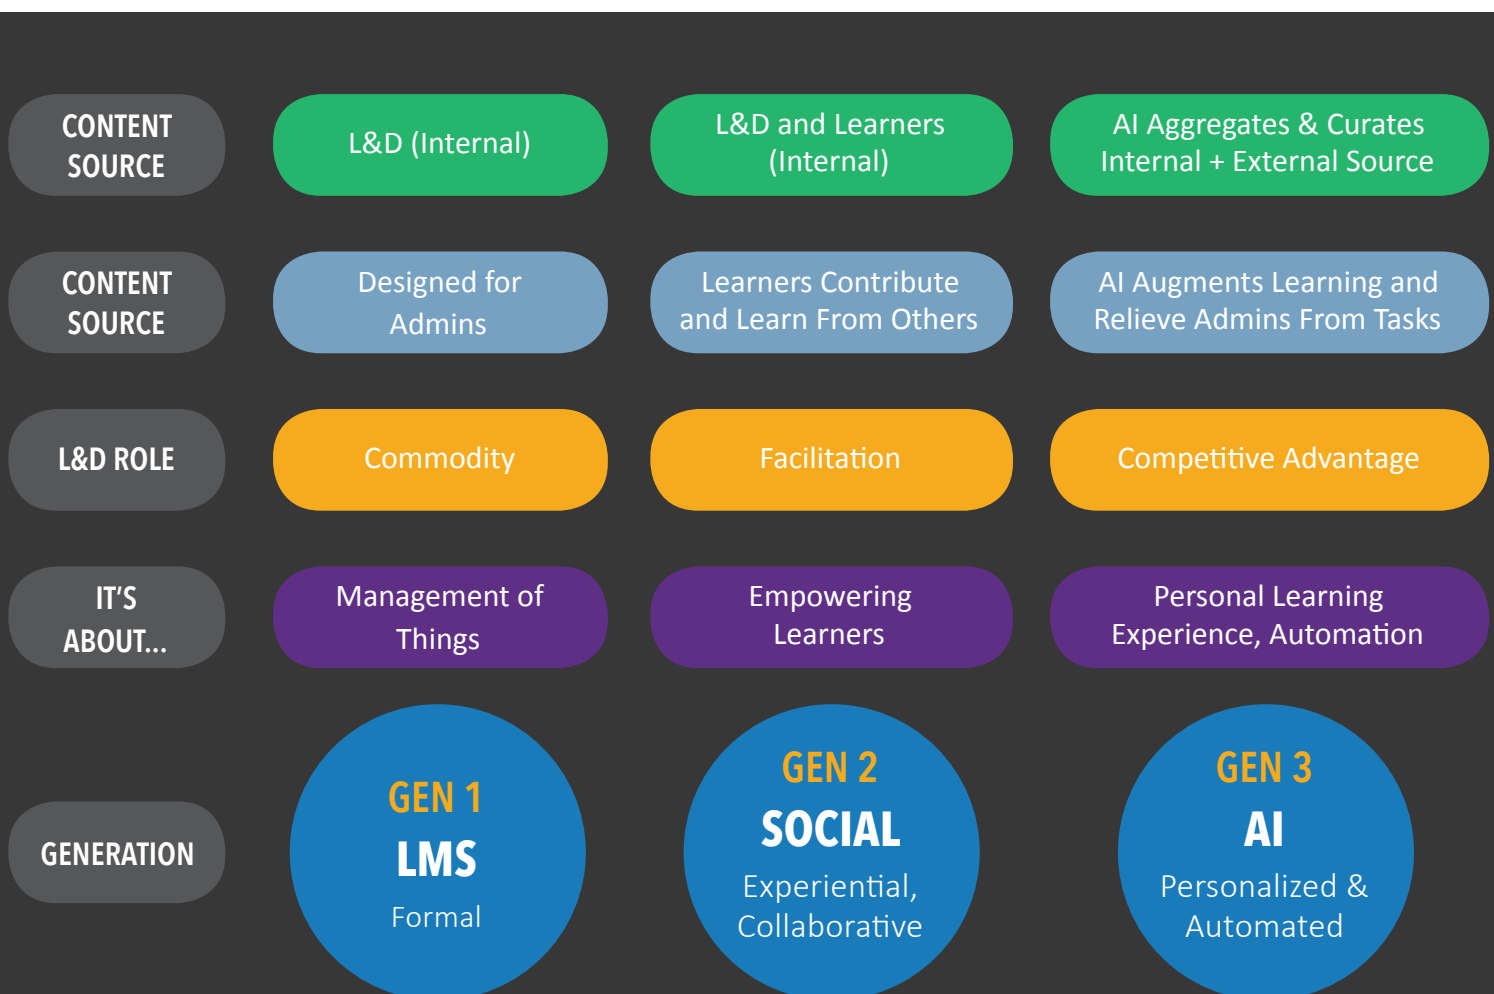 CONTENT
SOURCE
L&D (Internal)
L&D and Learners
(Internal)
AI Aggregates & Curates
Internal + External Source
CONTENT
SOURCE
Designed for
Admins
Learners Contribute
and Learn From Others
AI Augments Learning and
Relieve Admins From Tasks
L&D ROLE
Commodity
Facilitation
Competitive Advantage
IT'S
ABOUT...
Management of
Things
Empowering
Learners
Personal Learning
Experience, Automation
GENERATION
GEN 1
LMS
Formal
GEN 2
SOCIAL
Experiential,
Collaborative
GEN 3
AI
Personalized &
Automated